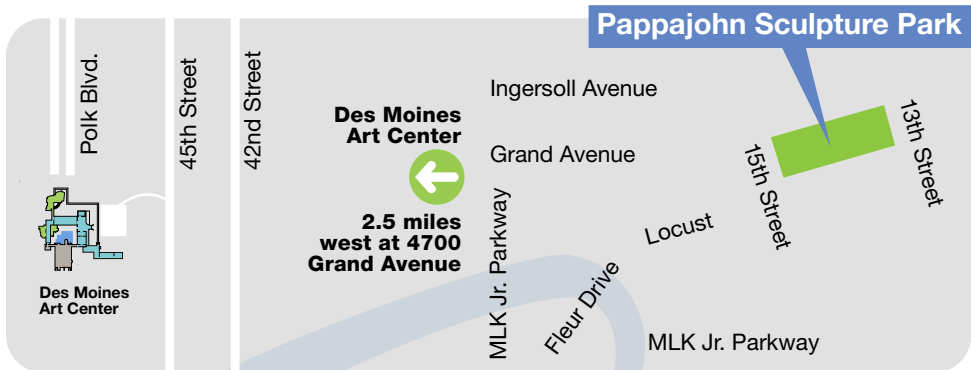 Pappajohn Sculpture Park
Polk Blvd.
45th Street
42nd Street
Ingersoll Avenue
Des Moines
Art Center
Grand Avenue
13th Street
15th Street
2.5 miles
west at 4700
Grand Avenue
MLK Jr. Parkway
Locust
Fleur Drive
Des Moines
Art Center
MLK Jr. Parkway